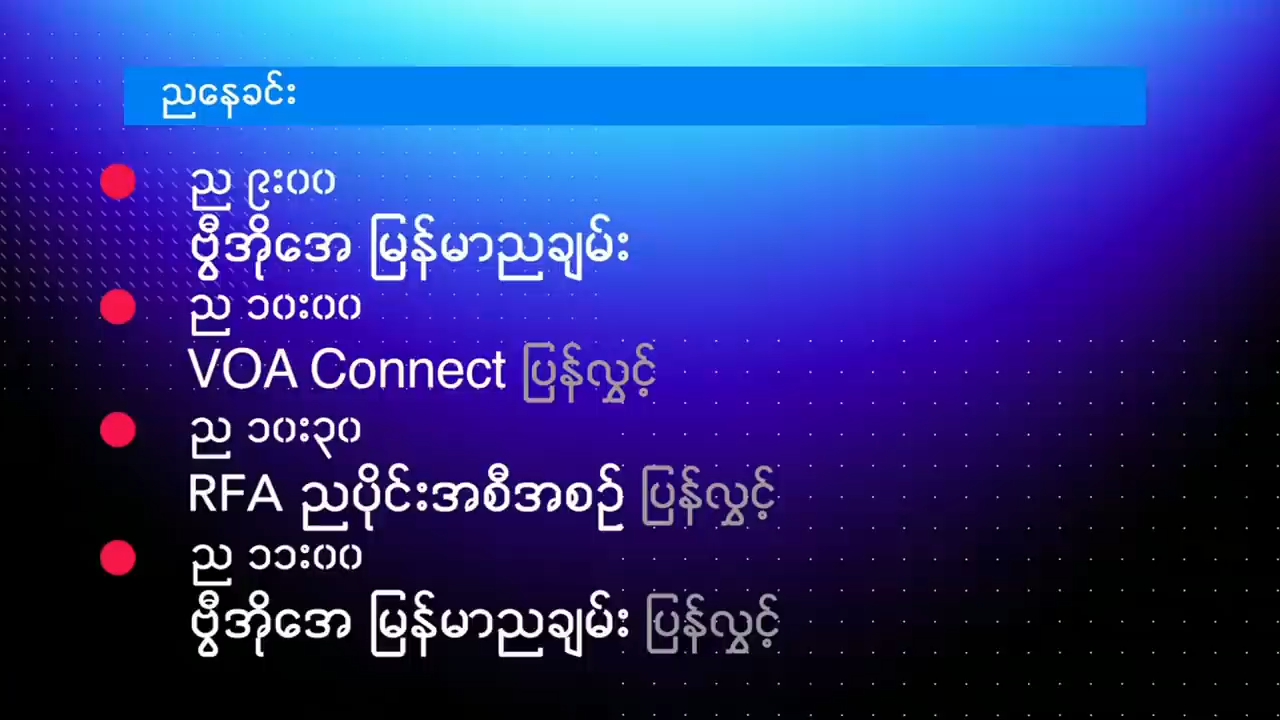 ညနေခင်း
ည ၉း၀၀
ဗွီအိုအေ မြန်မာညချမ်း
ည ၁၀း၀၀
VOA Connect ပြန်လွှင့်
ည ၁၀း၃၀
RFA ညပိုင်းအစီအစဉ် ပြန်လွှင့်
ည ၁၁း၀၀
ဗွီအိုအေ မြန်မာညချမ်း ပြန်လွှင့်